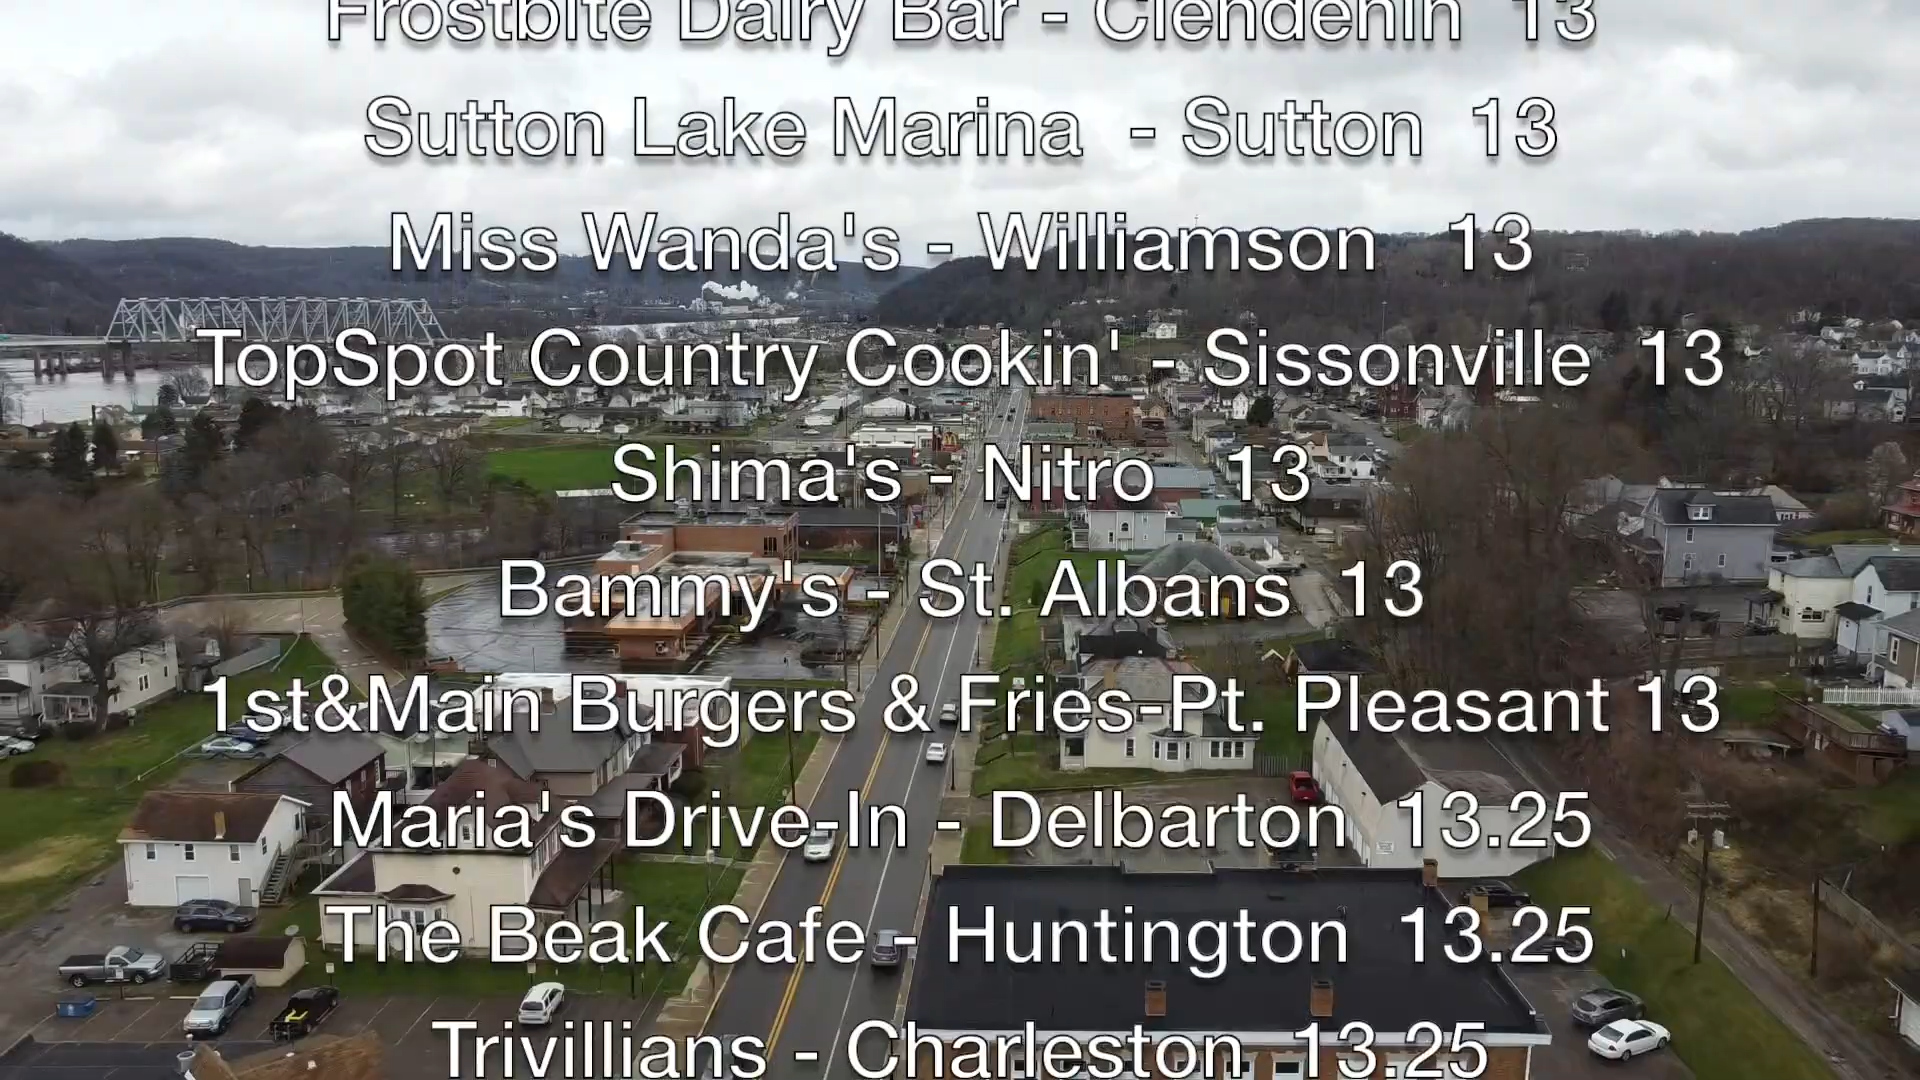 Frostbite Dairy Bar - Clendenin 13
Sutton Lake Marina - Sutton 13
Miss Wanda's - Williamson 13
TopSpot Country Cookin' - Sissonville 13
Shima's - Nitro 13
Bammy's - St. Albans 13
1st&Main Burgers & Fries-Pt. Pleasant 13
Maria's Drive-In - Delbarton 13.25
The Beak Cafe - Huntington 13.25
Trivillians - Charleston 13.25